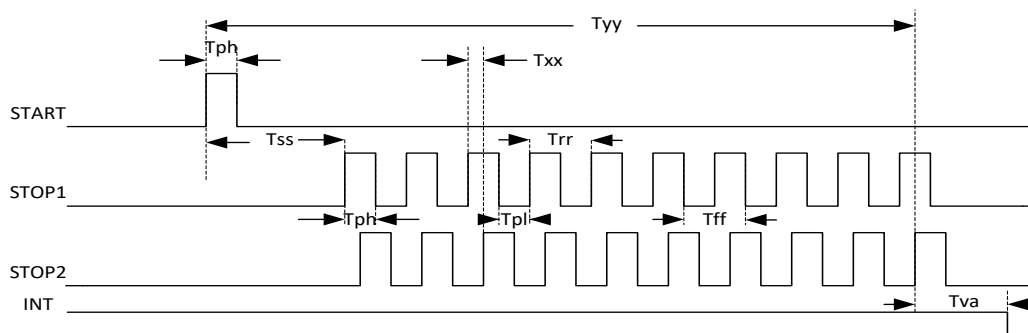 Tyy
Tph
Txx
START
Tss
Trr
STOP1
Tph
Tpl
Tff
STOP2
INT
Tva